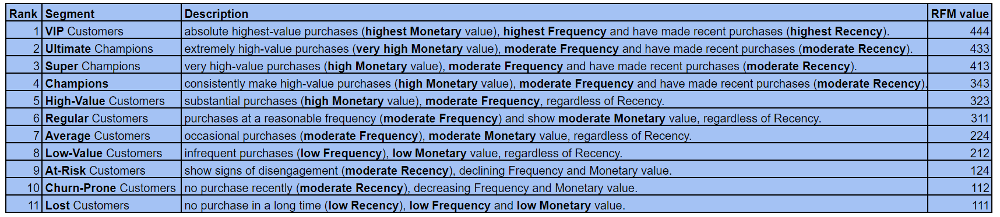 Rank Segment Description RFM value
1 VIP Customers absolute highest-value purchases (highest Monetary value), highest Frequency and have made recent purchases (highest Recency). 444
2 Ultimate Champions extremely high-value purchases (very high Monetary value), moderate Frequency and have made recent purchases (moderate Recency). 433
3 Super Champions very high-value purchases (high Monetary value), moderate Frequency and have made recent purchases (moderate Recency). 413
4 Champions consistently make high-value purchases (high Monetary value), moderate Frequency and have made recent purchases (moderate Recency). 343
5 High-Value Customers substantial purchases (high Monetary value), moderate Frequency, regardless of Recency. 323
6 Regular Customers purchases at a reasonable frequency (moderate Frequency) and show moderate Monetary value, regardless of Recency. 311
7 Average Customers occasional purchases (moderate Frequency), moderate Monetary value, regardless of Recency. 224
8 Low-Value Customers infrequent purchases (low Frequency), low Monetary value, regardless of Recency. 212
9 At-Risk Customers show signs of disengagement (moderate Recency), declining Frequency and Monetary value. 124
10 Churn-Prone Customers no purchase recently (moderate Recency), decreasing Frequency and Monetary value. 112
11 Lost Customers no purchase in a long time (low Recency), low Frequency and low Monetary value. 111